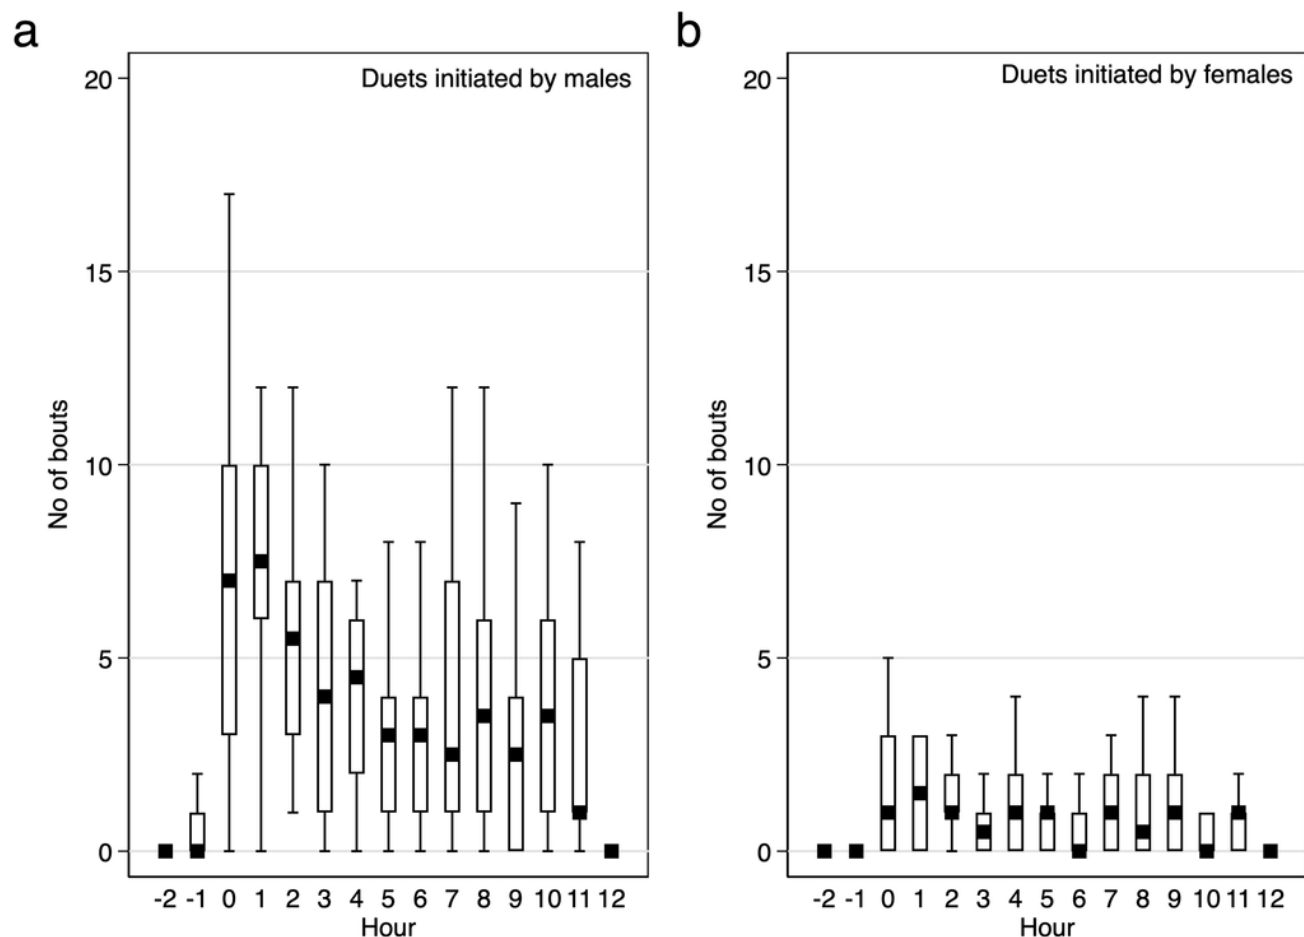 a
Duets initiated by males
20
15
10
5
0
No of bouts
-2 -1 0 1 2 3 4 5 6 7 8 9 10 11 12
Hour
b
Duets initiated by females
20
15
10
5
0
No of bouts
-2 -1 0 1 2 3 4 5 6 7 8 9 10 11 12
Hour